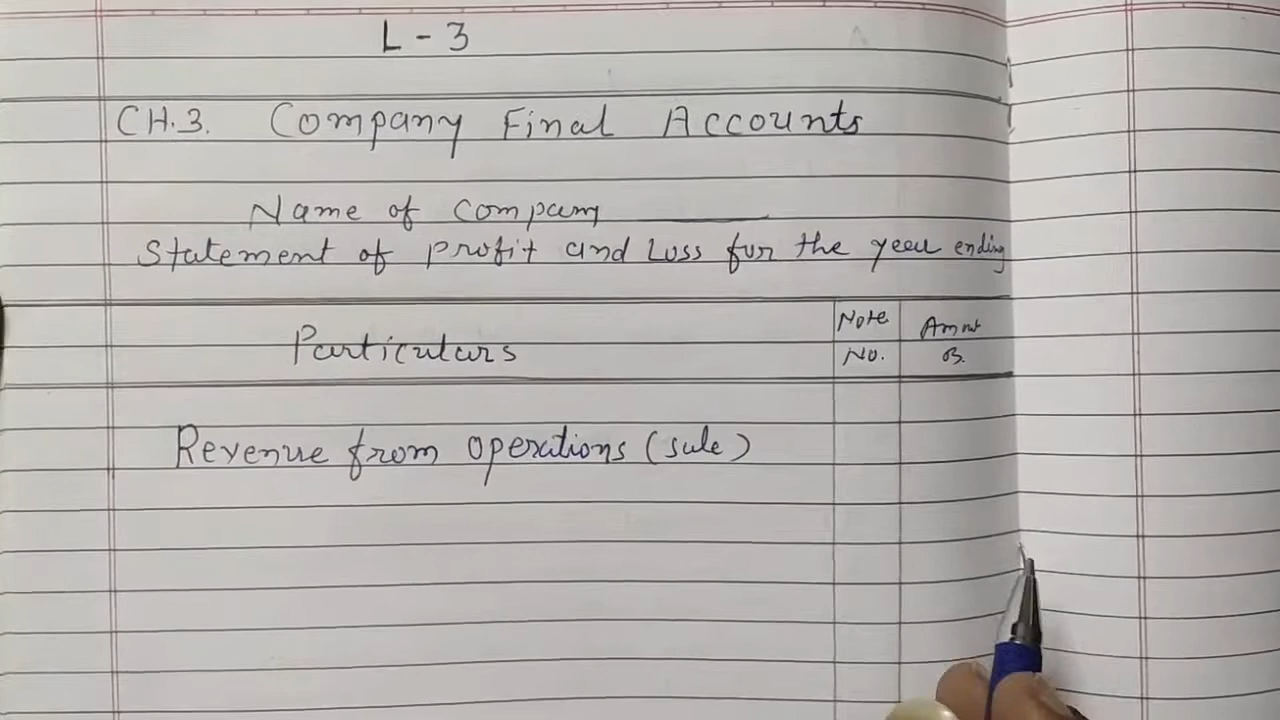 L - 3
CH.3. Company Final Accounts
Name of company
Statement of profit and Loss for the year ending
Particulars
Note
No.
Amnt
Revenue from operations (sale)